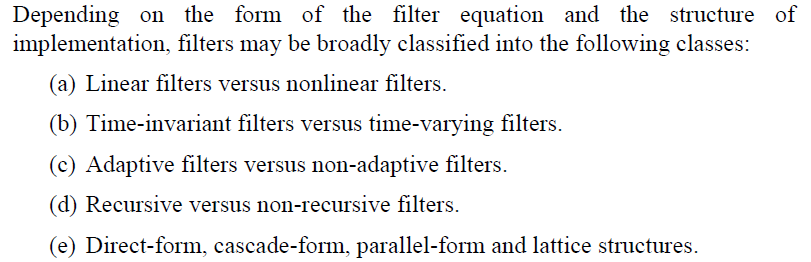 Depending on the form of the filter equation and the structure of
implementation, filters may be broadly classified into the following classes:
(a) Linear filters versus nonlinear filters.
(b) Time-invariant filters versus time-varying filters.
(c) Adaptive filters versus non-adaptive filters.
(d) Recursive versus non-recursive filters.
(e) Direct-form, cascade-form, parallel-form and lattice structures.